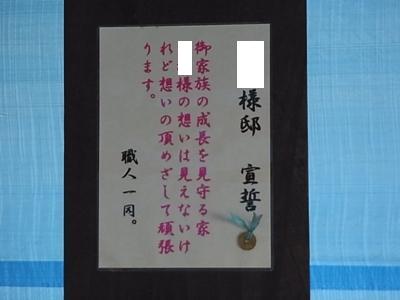 様邸 宣誓
御家族の成長を見守る家
様の想いは見えないけ
れど想いの頂めざして頑張
ります。
職人一同。